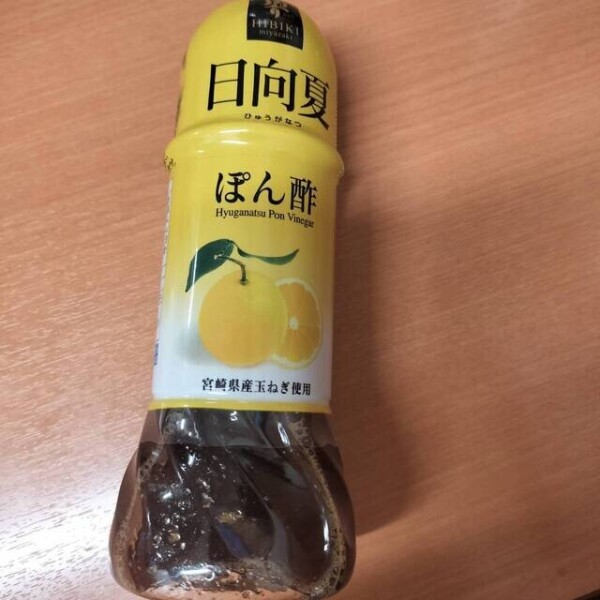 HIBIKI
miyazaki
日向夏
ひゅうがなつ
ぽん酢
Hyuganatsu Pon Vinegar
宮崎県産玉ねぎ使用